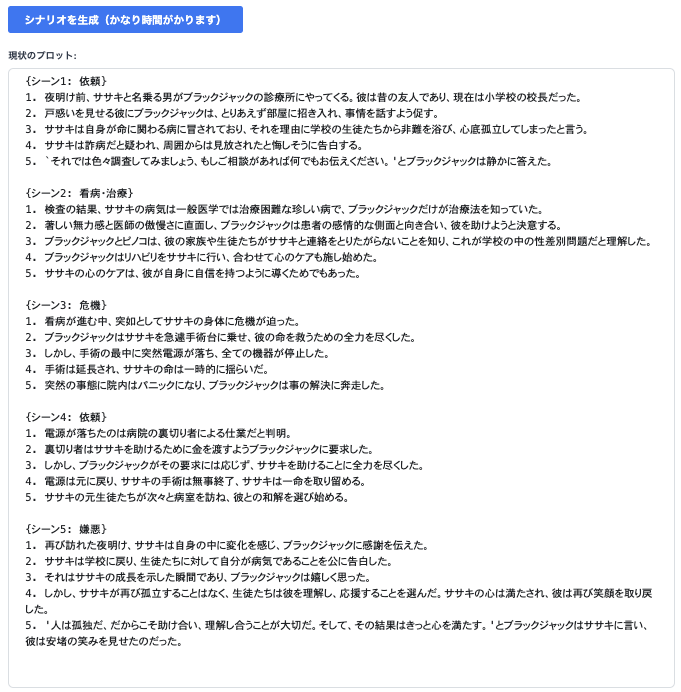 シナリオを生成（かなり時間がかります）
現状のプロット:
{シーン1: 依頼}
1. 夜明け前、ササキと名乗る男がブラックジャックの診療所にやってくる。彼は昔の友人であり、現在は小学校の校長だった。
2. 戸惑いを見せる彼にブラックジャックは、とりあえず部屋に招き入れ、事情を話すよう促す。
3. ササキは自身が命に関わる病に冒されており、それを理由に学校の生徒たちから非難を浴び、心底孤立してしまったと言う。
4. ササキは詐病だと疑われ、周囲からは見放されたと悔しそうに告白する。
5. `それでは色々調査してみましょう、もしご相談があれば何でもお伝えください。'とブラックジャックは静かに答えた。
{シーン2: 看病・治療}
1. 検査の結果、ササキの病気は一般医学では治療困難な珍しい病で、ブラックジャックだけが治療法を知っていた。
2. 著しい無力感と医師の傲慢さに直面し、ブラックジャックは患者の感情的な側面と向き合い、彼を助けようと決意する。
3. ブラックジャックとピノコは、彼の家族や生徒たちがササキと連絡をとりたがらないことを知り、これが学校の中の性差別問題だと理解した。
4. ブラックジャックはリハビリをササキに行い、合わせて心のケアも施し始めた。
5. ササキの心のケアは、彼が自身に自信を持つように導くためでもあった。
{シーン3: 危機}
1. 看病が進む中、突如としてササキの身体に危機が迫った。
2. ブラックジャックはササキを急遽手術台に乗せ、彼の命を救うための全力を尽くした。
3. しかし、手術の最中に突然電源が落ち、全ての機器が停止した。
4. 手術は延長され、ササキの命は一時的に揺らいだ。
5. 突然の事態に院内はパニックになり、ブラックジャックは事の解決に奔走した。
{シーン4: 依頼}
1. 電源が落ちたのは病院の裏切り者による仕業だと判明。
2. 裏切り者はササキを助けるために金を渡すようブラックジャックに要求した。
3. しかし、ブラックジャックがその要求には応じず、ササキを助けることに全力を尽くした。
4. 電源は元に戻り、ササキの手術は無事終了、ササキは一命を取り留める。
5. ササキの元生徒たちが次々と病室を訪ね、彼との和解を選び始める。
{シーン5: 嫌悪}
1. 再び訪れた夜明け、ササキは自身の中に変化を感じ、ブラックジャックに感謝を伝えた。
2. ササキは学校に戻り、生徒たちに対して自分が病気であることを公に告白した。
3. それはササキの成長を示した瞬間であり、ブラックジャックは嬉しく思った。
4. しかし、ササキが再び孤立することはなく、生徒たちは彼を理解し、応援することを選んだ。ササキの心は満たされ、彼は再び笑顔を取り戻
した。
5. '人は孤独だ、だからこそ助け合い、理解し合うことが大切だ。そして、その結果はきっと心を満たす。'とブラックジャックはササキに言い、
彼は安堵の笑みを見せたのだった。